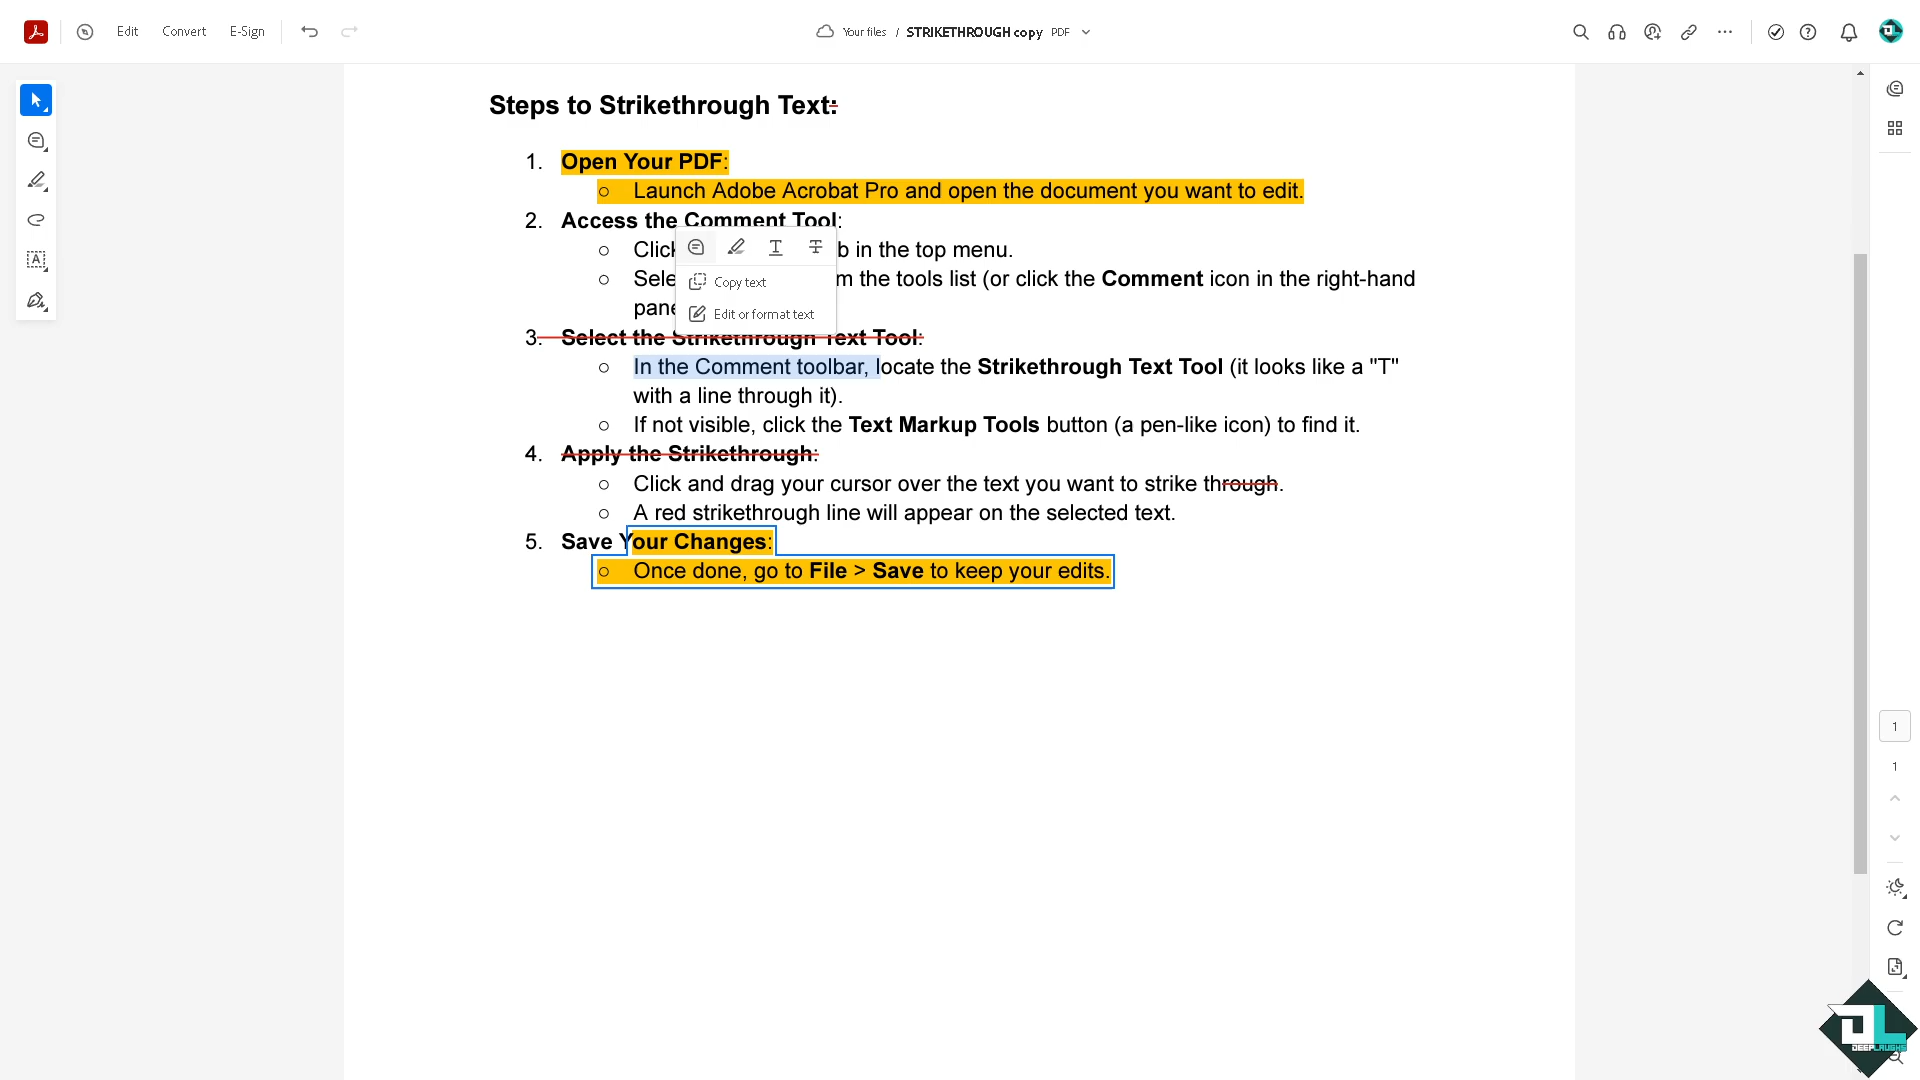 Edit Convert E-Sign Your files / STRIKETHROUGH copy PDF
Steps to Strikethrough Text:
1. Open Your PDF:
○ Launch Adobe Acrobat Pro and open the document you want to edit.
2. Access the Comment Tool:
○ Click b in the top menu.
○ Sele m the tools list (or click the Comment icon in the right-hand
pane
Copy text
Edit or format text
3. Select the Strikethrough Text Tool:
○ In the Comment toolbar, locate the Strikethrough Text Tool (it looks like a "T"
with a line through it).
○ If not visible, click the Text Markup Tools button (a pen-like icon) to find it.
4. Apply the Strikethrough:
○ Click and drag your cursor over the text you want to strike through.
○ A red strikethrough line will appear on the selected text.
5. Save Your Changes:
○ Once done, go to File > Save to keep your edits.
1
1
JL
DEEPLAUGHS